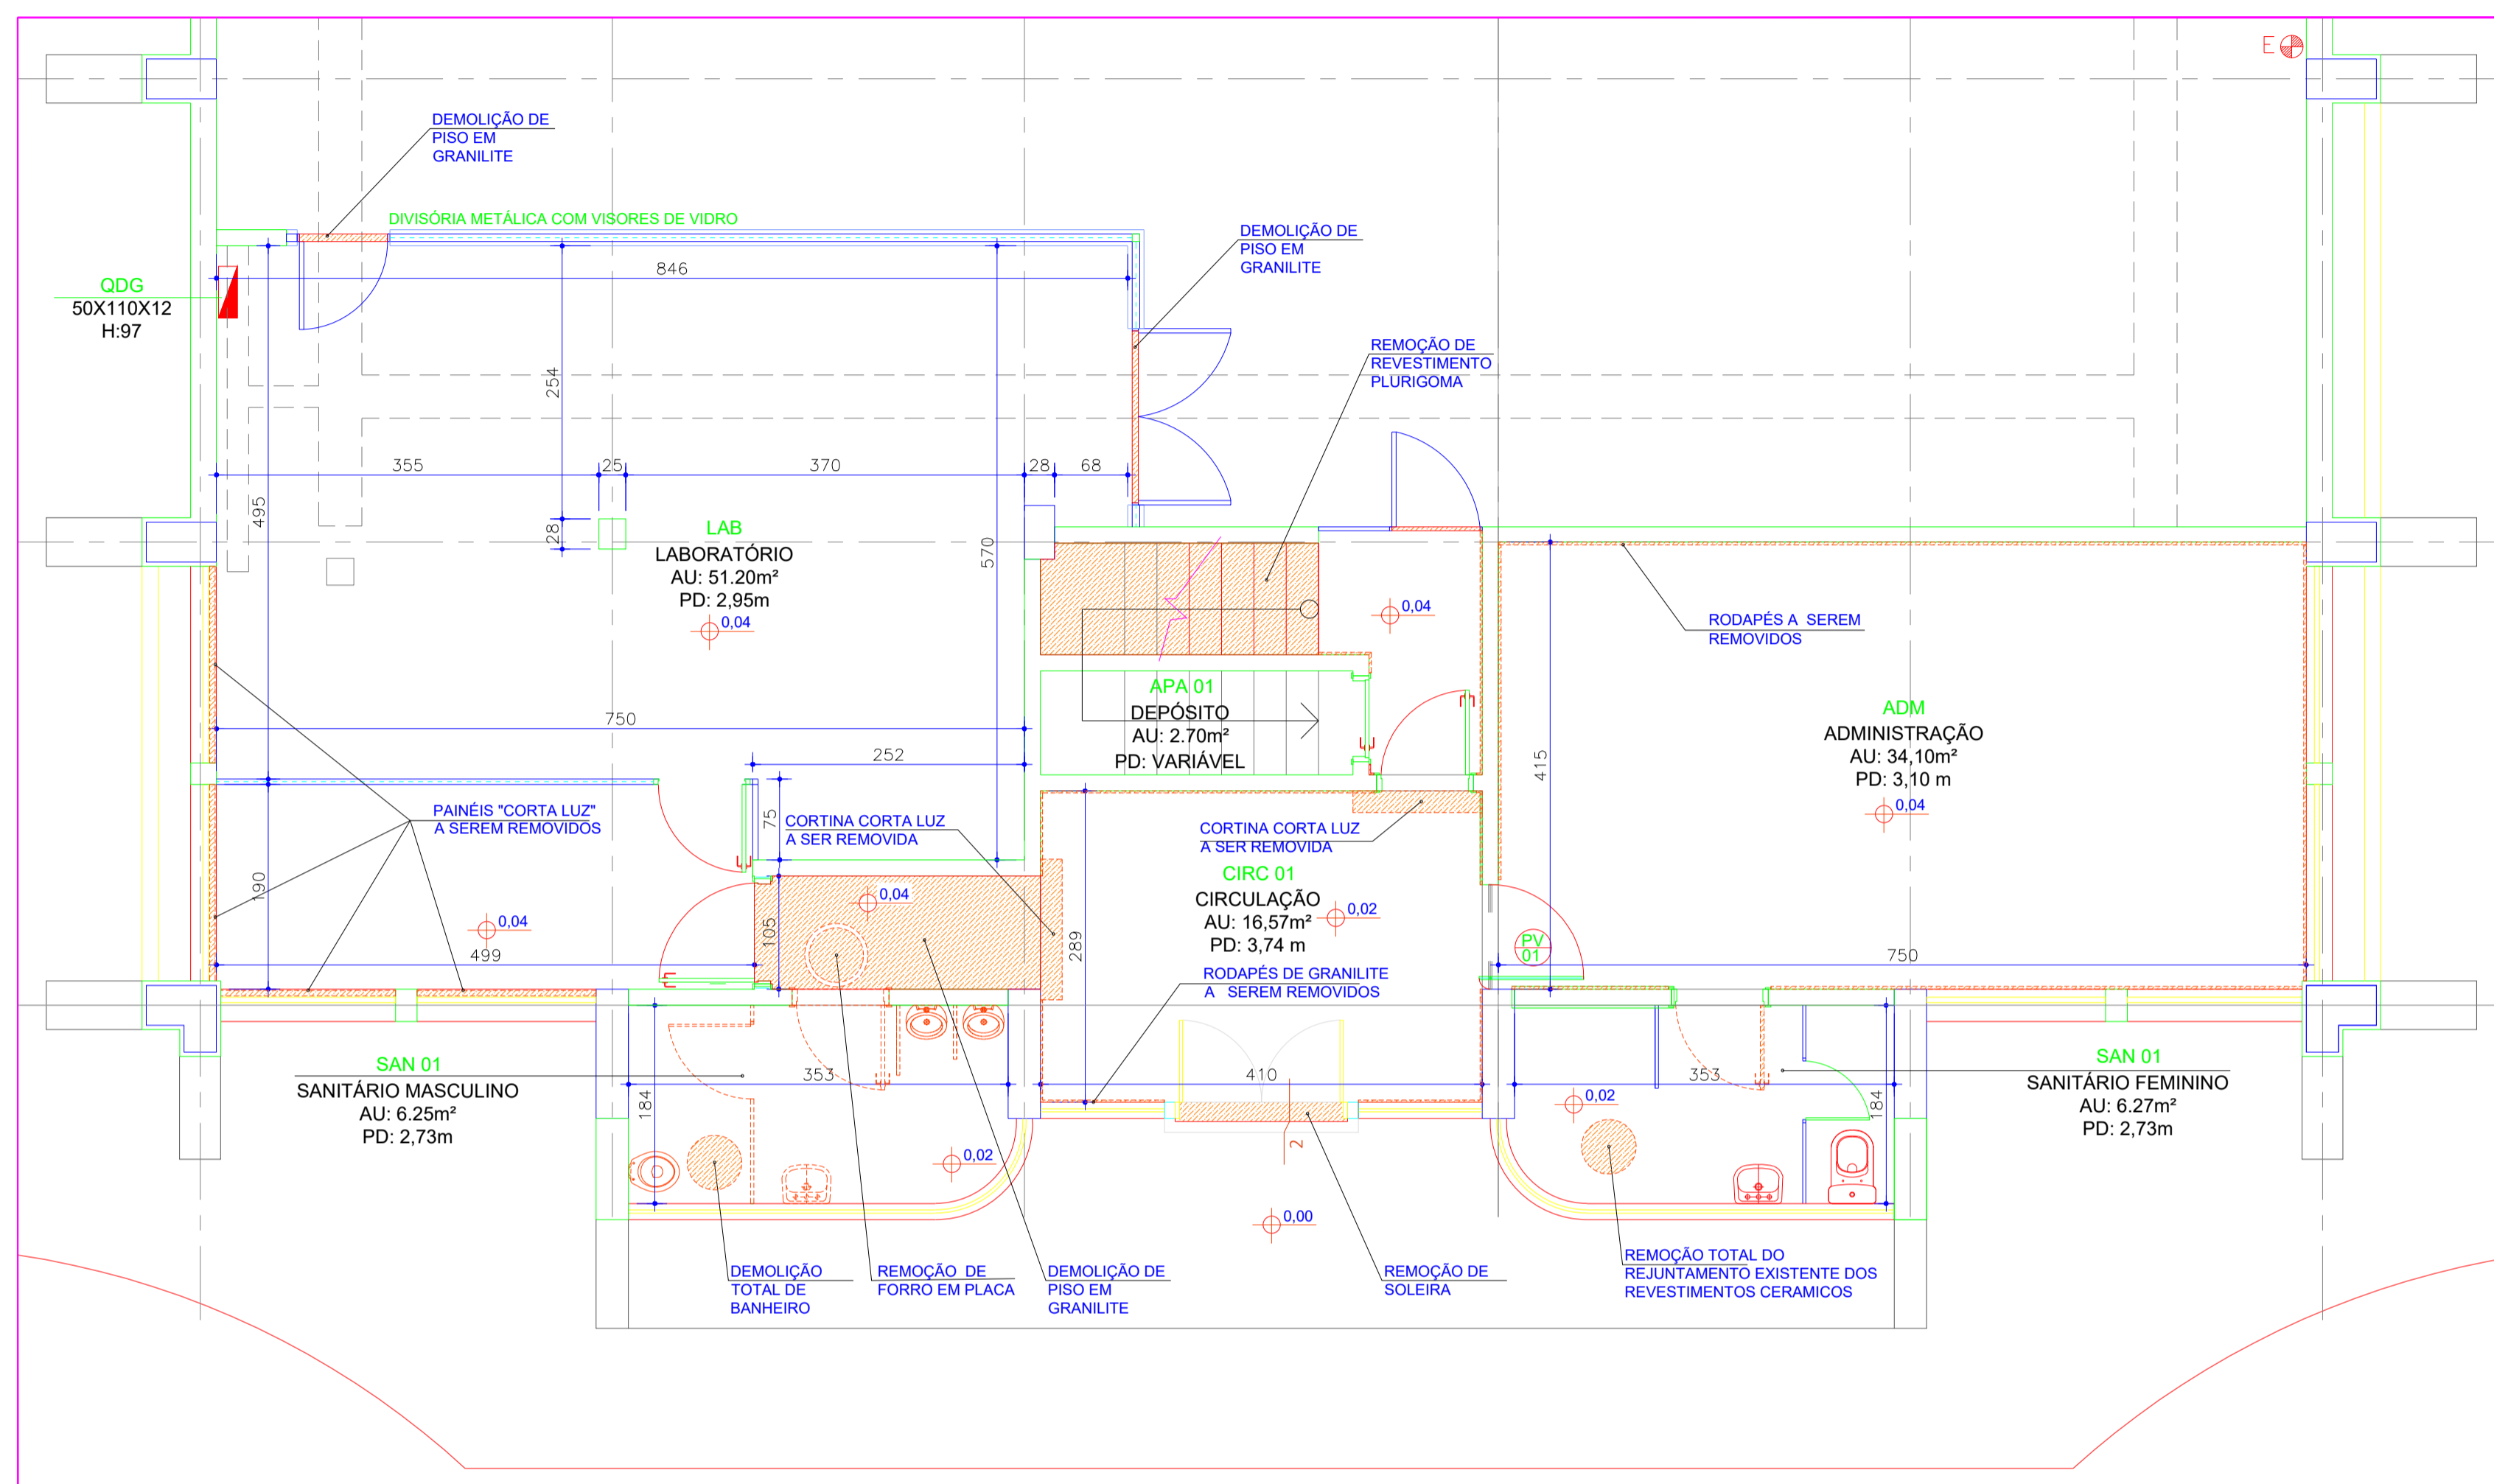 E
DEMOLIÇÃO DE
PISO EM
GRANILITE
DIVISÓRIA METÁLICA COM VISORES DE VIDRO
DEMOLIÇÃO DE
PISO EM
GRANILITE
846
QDG
50X110X12
H:97
REMOÇÃO DE
REVESTIMENTO
PLURIGOMA
254
355
25
370
28
68
495
28
570
LAB
LABORATÓRIO
AU: 51.20m²
PD: 2,95m
0,04
0,04
RODAPÉS A SEREM
REMOVIDOS
APA 01
DEPÓSITO
AU: 2.70m²
PD: VARIÁVEL
ADM
ADMINISTRAÇÃO
AU: 34,10m²
PD: 3,10 m
0,04
750
252
415
75
PAINÉIS "CORTA LUZ"
A SEREM REMOVIDOS
CORTINA CORTA LUZ
A SER REMOVIDA
CORTINA CORTA LUZ
A SER REMOVIDA
190
0,04
0,04
CIRC 01
CIRCULAÇÃO
AU: 16,57m²
PD: 3,74 m
0,02
105
289
499
PV
01
750
RODAPÉS DE GRANILITE
A SEREM REMOVIDOS
SAN 01
SANITÁRIO MASCULINO
AU: 6.25m²
PD: 2,73m
353
410
353
184
184
0,02
SAN 01
SANITÁRIO FEMININO
AU: 6.27m²
PD: 2,73m
2
0,02
0,00
DEMOLIÇÃO
TOTAL DE
BANHEIRO
REMOÇÃO DE
FORRO EM PLACA
DEMOLIÇÃO DE
PISO EM
GRANILITE
REMOÇÃO DE
SOLEIRA
REMOÇÃO TOTAL DO
REJUNTAMENTO EXISTENTE DOS
REVESTIMENTOS CERAMICOS